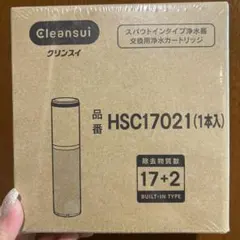 Cleansui
クリンスイ
スパウトインタイプ浄水器
交換用浄水カートリッジ
品番 HSC17021(1本入)
除去物質数
17+2
BUILT-IN TYPE